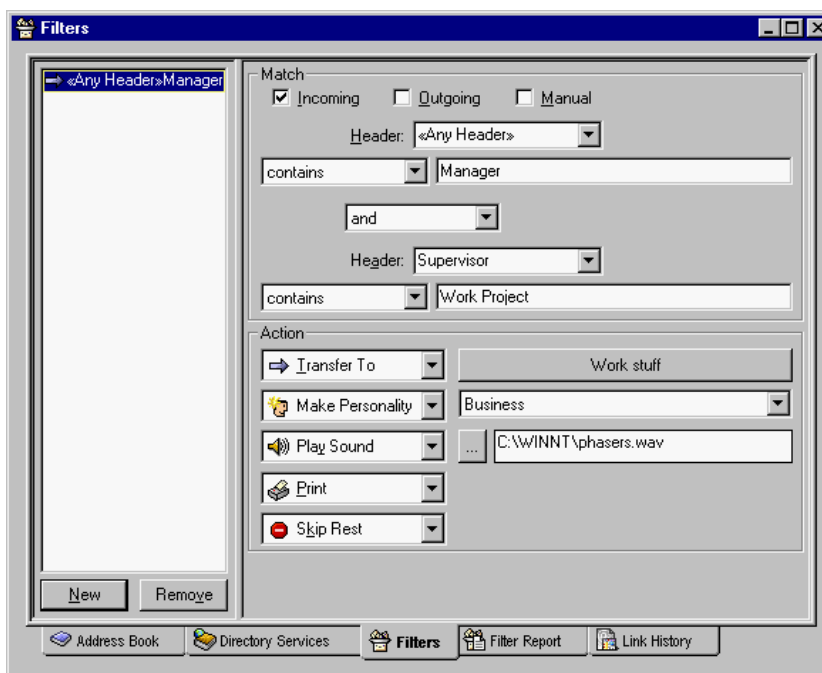 Filters
«Any Header»Manager
Match
Incoming Outgoing Manual
Header: «Any Header»
contains Manager
and
Header: Supervisor
contains Work Project
Action
Transfer To Work stuff
Make Personality Business
Play Sound ... C:\WINNT\phasers.wav
Print
Skip Rest
New Remove
Address Book Directory Services Filters Filter Report Link History